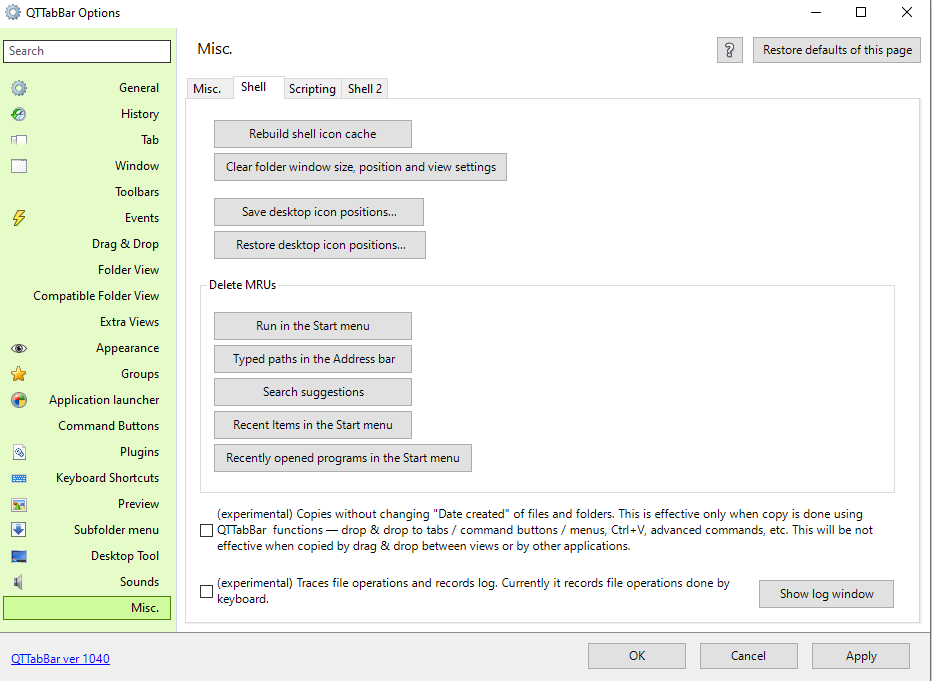 QTTabBar Options
Search
General
History
Tab
Window
Toolbars
Events
Drag & Drop
Folder View
Compatible Folder View
Extra Views
Appearance
Groups
Application launcher
Command Buttons
Plugins
Keyboard Shortcuts
Preview
Subfolder menu
Desktop Tool
Sounds
Misc.
Misc.
?
Restore defaults of this page
Misc. Shell Scripting Shell 2
Rebuild shell icon cache
Clear folder window size, position and view settings
Save desktop icon positions...
Restore desktop icon positions...
Delete MRUs
Run in the Start menu
Typed paths in the Address bar
Search suggestions
Recent Items in the Start menu
Recently opened programs in the Start menu
(experimental) Copies without changing "Date created" of files and folders. This is effective only when copy is done using
QTTabBar functions — drop & drop to tabs / command buttons / menus, Ctrl+V, advanced commands, etc. This will be not
effective when copied by drag & drop between views or by other applications.
(experimental) Traces file operations and records log. Currently it records file operations done by
keyboard.
Show log window
QTTabBar ver 1040
OK Cancel Apply